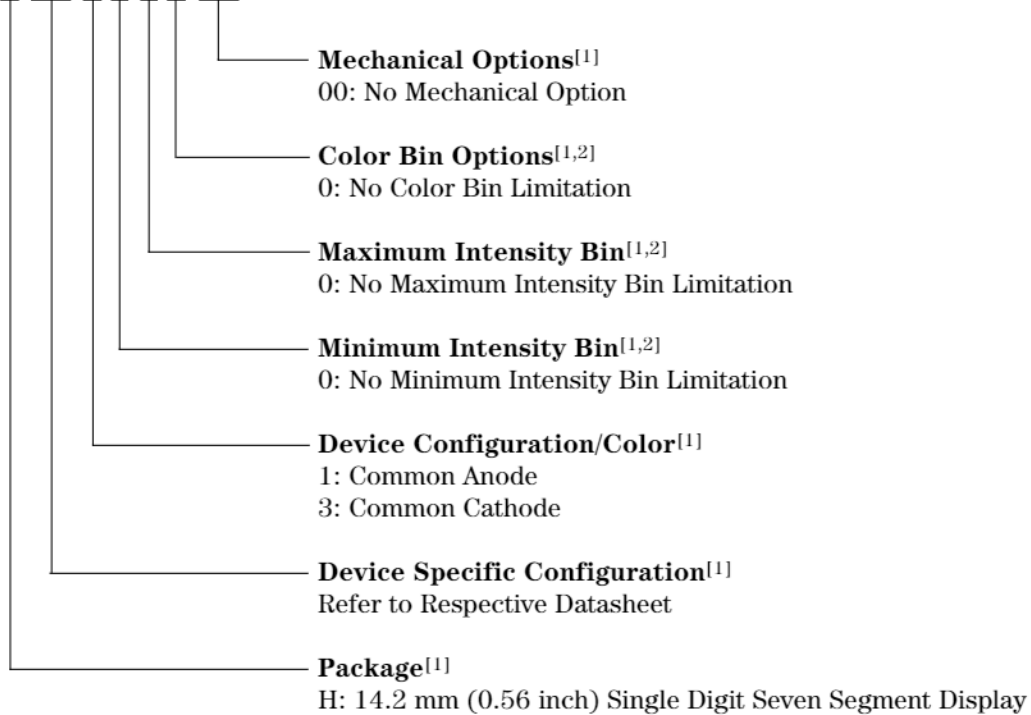 Mechanical Options[1]
00: No Mechanical Option
Color Bin Options[1,2]
0: No Color Bin Limitation
Maximum Intensity Bin[1,2]
0: No Maximum Intensity Bin Limitation
Minimum Intensity Bin[1,2]
0: No Minimum Intensity Bin Limitation
Device Configuration/Color[1]
1: Common Anode
3: Common Cathode
Device Specific Configuration[1]
Refer to Respective Datasheet
Package[1]
H: 14.2 mm (0.56 inch) Single Digit Seven Segment Display